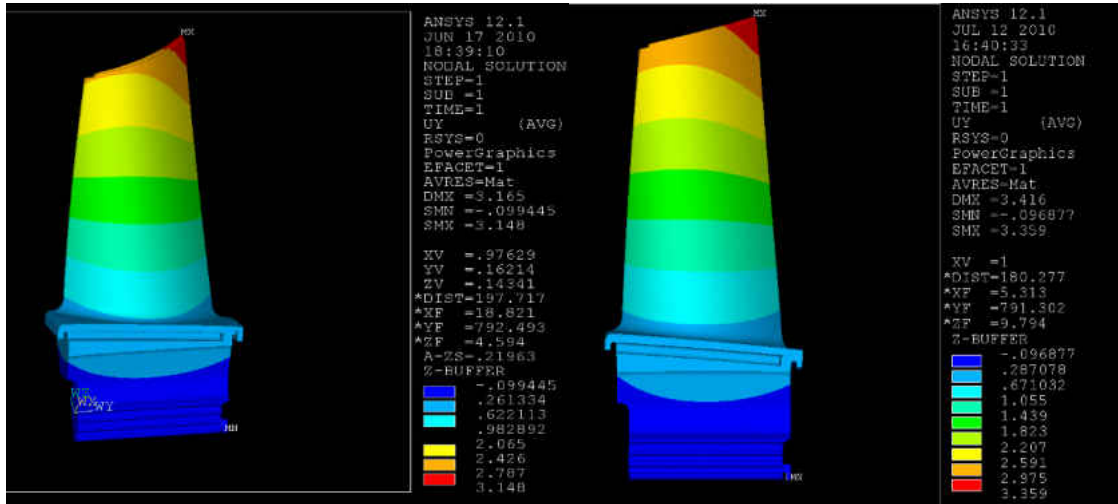 MX
WX
WY
MN
ANSYS 12.1
JUN 17 2010
18:39:10
NODAL SOLUTION
STEP=1
SUB =1
TIME=1
UY (AVG)
RSYS=0
PowerGraphics
EFACET=1
AVRES=Mat
DMX =3.165
SMN =-.099445
SMX =3.148
XV =.97629
YV =.16214
ZV =.14341
*DIST=197.717
*XF =18.821
*YF =792.493
*ZF =4.594
A-ZS=.21963
Z-BUFFER
-.099445
.261334
.622113
.982892
2.065
2.426
2.787
3.148
MX
MX
ANSYS 12.1
JUL 12 2010
16:40:33
NODAL SOLUTION
STEP=1
SUB =1
TIME=1
UY (AVG)
RSYS=0
PowerGraphics
EFACET=1
AVRES=Mat
DMX =3.416
SMN =-.096877
SMX =3.359
XV =1
*DIST=180.277
*XF =5.313
*YF =791.302
*ZF =9.794
Z-BUFFER
-.096877
.287078
.671032
1.055
1.439
1.823
2.207
2.591
2.975
3.359